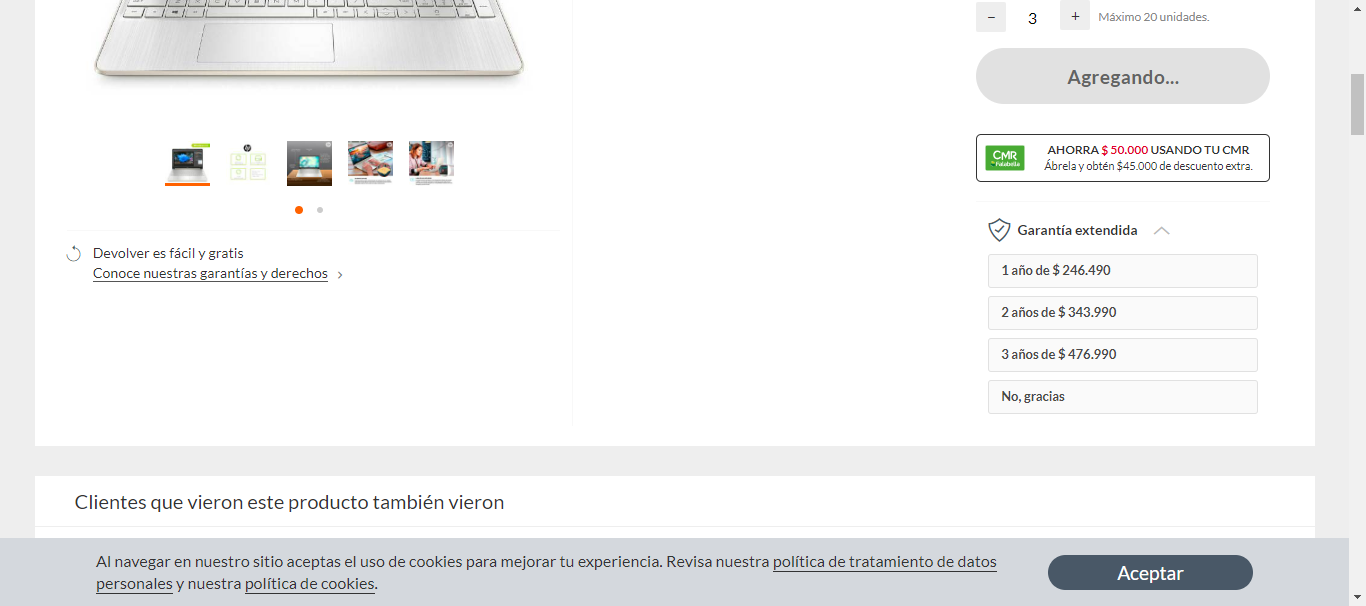 − 3 + Máximo 20 unidades.
Agregando...
CMR Falabella
AHORRA $ 50.000 USANDO TU CMR
Ábrela y obtén $45.000 de descuento extra.
Devolver es fácil y gratis
Conoce nuestras garantías y derechos
Garantía extendida
1 año de $ 246.490
2 años de $ 343.990
3 años de $ 476.990
No, gracias
Clientes que vieron este producto también vieron
Al navegar en nuestro sitio aceptas el uso de cookies para mejorar tu experiencia. Revisa nuestra política de tratamiento de datos
personales y nuestra política de cookies.
Aceptar